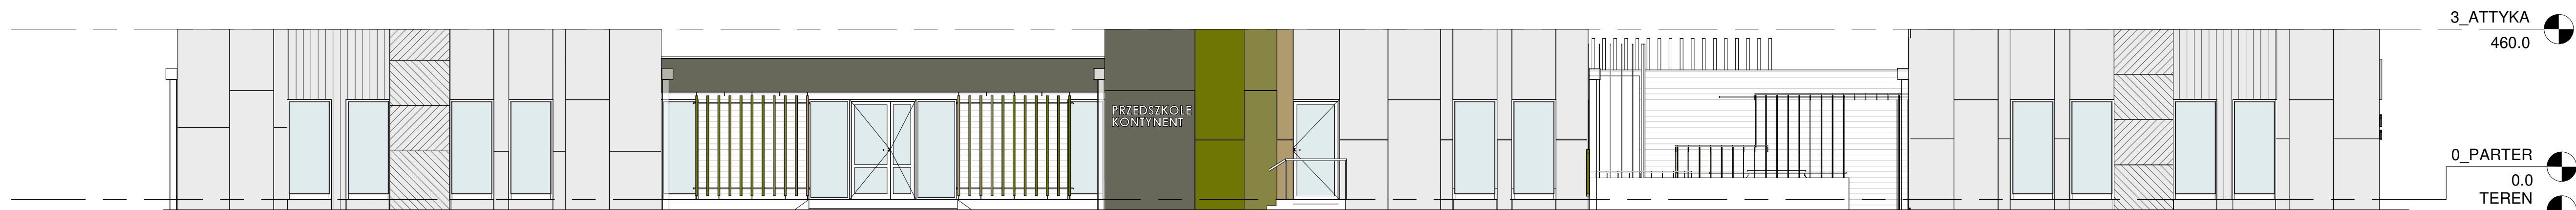 3_ATTYKA
460.0
PRZEDSZKOLE
KONTYNENT
0_PARTER
0.0
TEREN